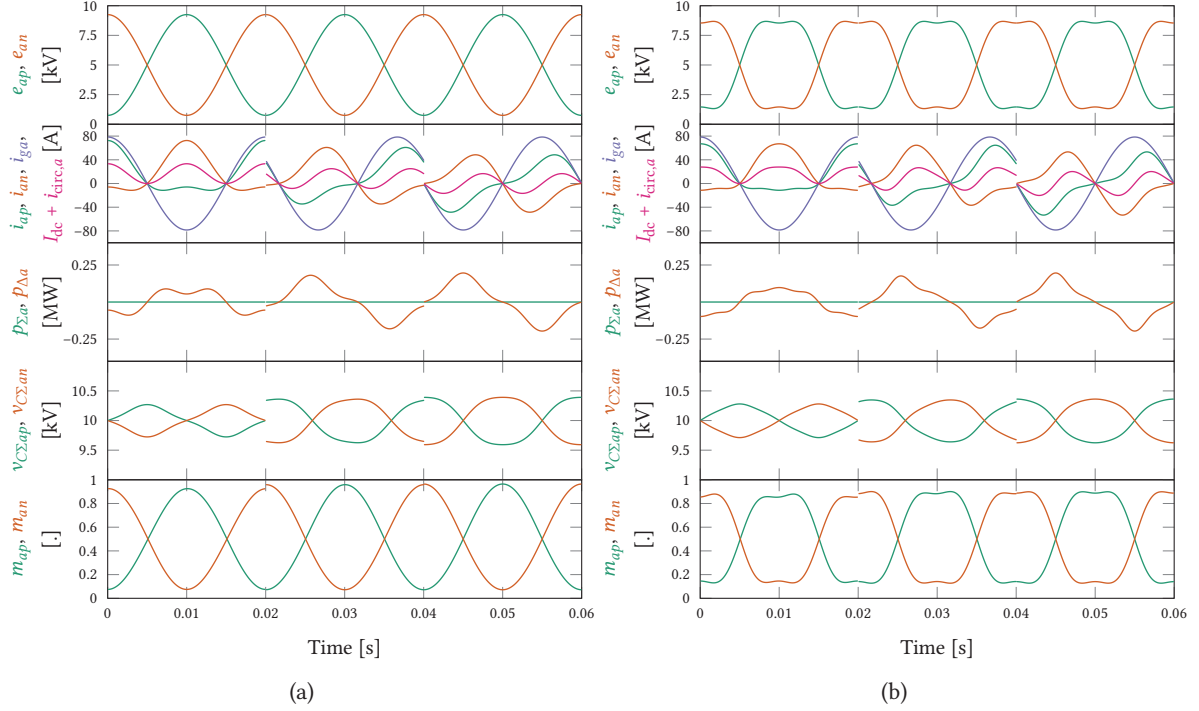 10
7.5
5
2.5
0
e_ap, e_an
[kV]
80
40
0
−40
−80
i_ap, i_an, i_ga,
I_dc + i_circ,a [A]
0.25
−0.25
p_Σa, p_Δa
[MW]
10.5
10
9.5
v_CΣap, v_CΣan
[kV]
1
0.8
0.6
0.4
0.2
0
m_ap, m_an
[.]
0 0.01 0.02 0.03 0.04 0.05 0.06
Time [s]
(a)
10
7.5
5
2.5
0
e_ap, e_an
[kV]
80
40
0
−40
−80
i_ap, i_an, i_ga,
I_dc + i_circ,a [A]
0.25
−0.25
p_Σa, p_Δa
[MW]
10.5
10
9.5
v_CΣap, v_CΣan
[kV]
1
0.8
0.6
0.4
0.2
0
m_ap, m_an
[.]
0 0.01 0.02 0.03 0.04 0.05 0.06
Time [s]
(b)